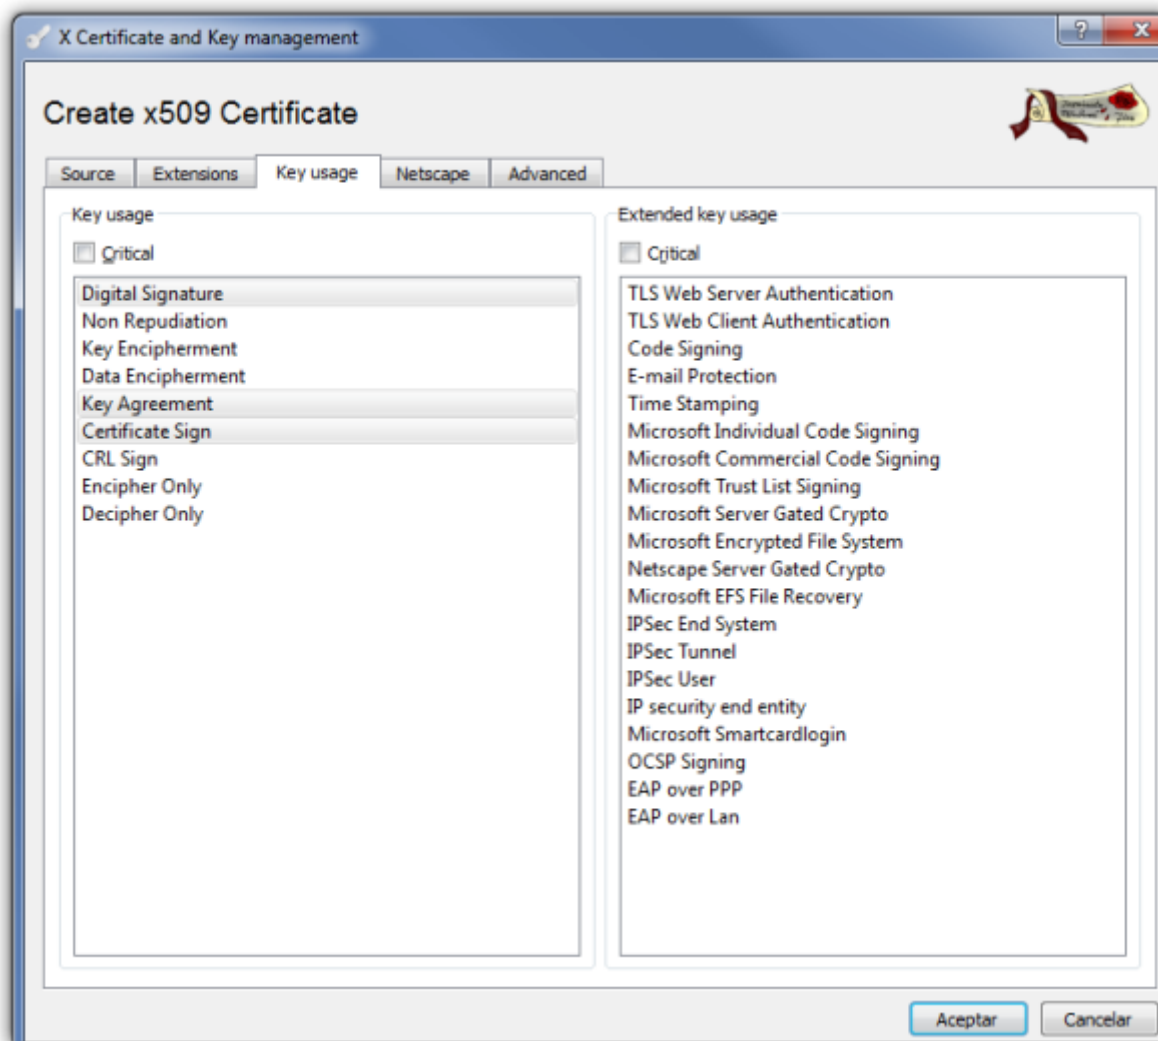 X Certificate and Key management
Create x509 Certificate
Source Extensions Key usage Netscape Advanced
Key usage
Critical
Digital Signature
Non Repudiation
Key Encipherment
Data Encipherment
Key Agreement
Certificate Sign
CRL Sign
Encipher Only
Decipher Only
Extended key usage
Critical
TLS Web Server Authentication
TLS Web Client Authentication
Code Signing
E-mail Protection
Time Stamping
Microsoft Individual Code Signing
Microsoft Commercial Code Signing
Microsoft Trust List Signing
Microsoft Server Gated Crypto
Microsoft Encrypted File System
Netscape Server Gated Crypto
Microsoft EFS File Recovery
IPSec End System
IPSec Tunnel
IPSec User
IP security end entity
Microsoft Smartcardlogin
OCSP Signing
EAP over PPP
EAP over Lan
Aceptar Cancelar